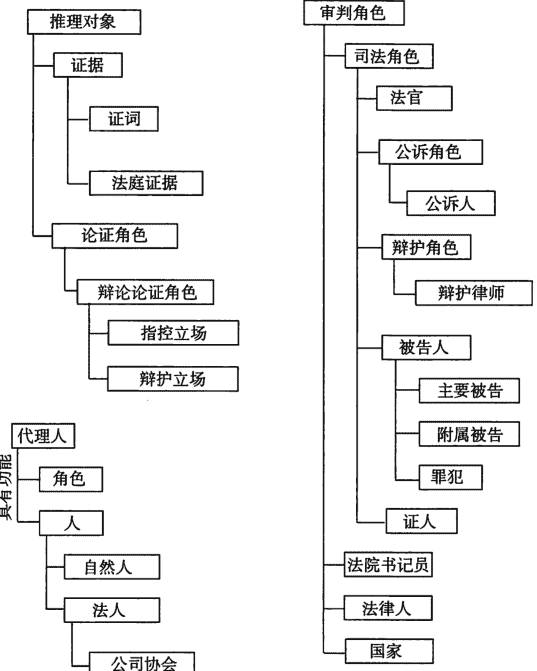 推理对象
证据
证词
法庭证据
论证角色
辩论论证角色
指控立场
辩护立场
代理人
具有功能
角色
人
自然人
法人
公司协会
审判角色
司法角色
法官
公诉角色
公诉人
辩护角色
辩护律师
被告人
主要被告
附属被告
罪犯
证人
法院书记员
法律人
国家